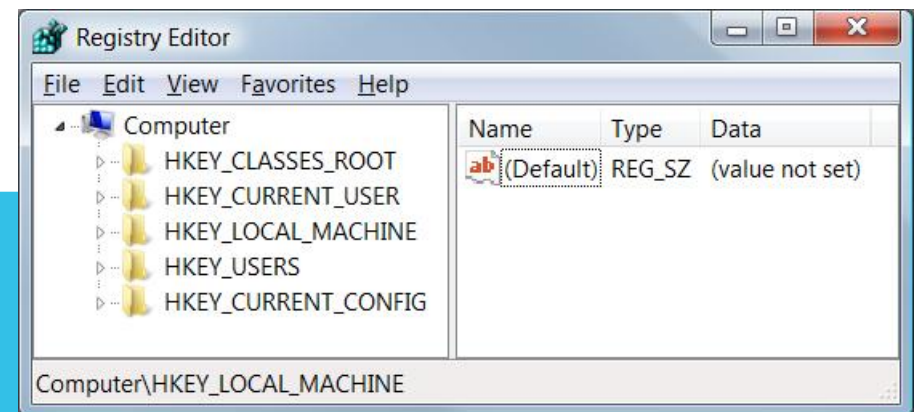 Registry Editor
File Edit View Favorites Help
Computer
HKEY_CLASSES_ROOT
HKEY_CURRENT_USER
HKEY_LOCAL_MACHINE
HKEY_USERS
HKEY_CURRENT_CONFIG
Name Type Data
ab (Default) REG_SZ (value not set)
Computer\HKEY_LOCAL_MACHINE